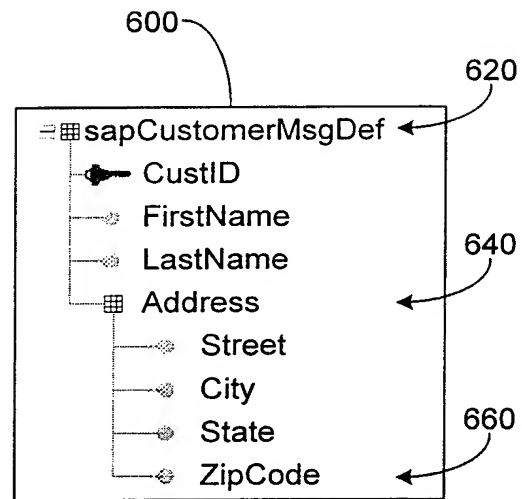 600
620
sapCustomerMsgDef
CustID
FirstName
LastName
640
Address
Street
City
State
660
ZipCode